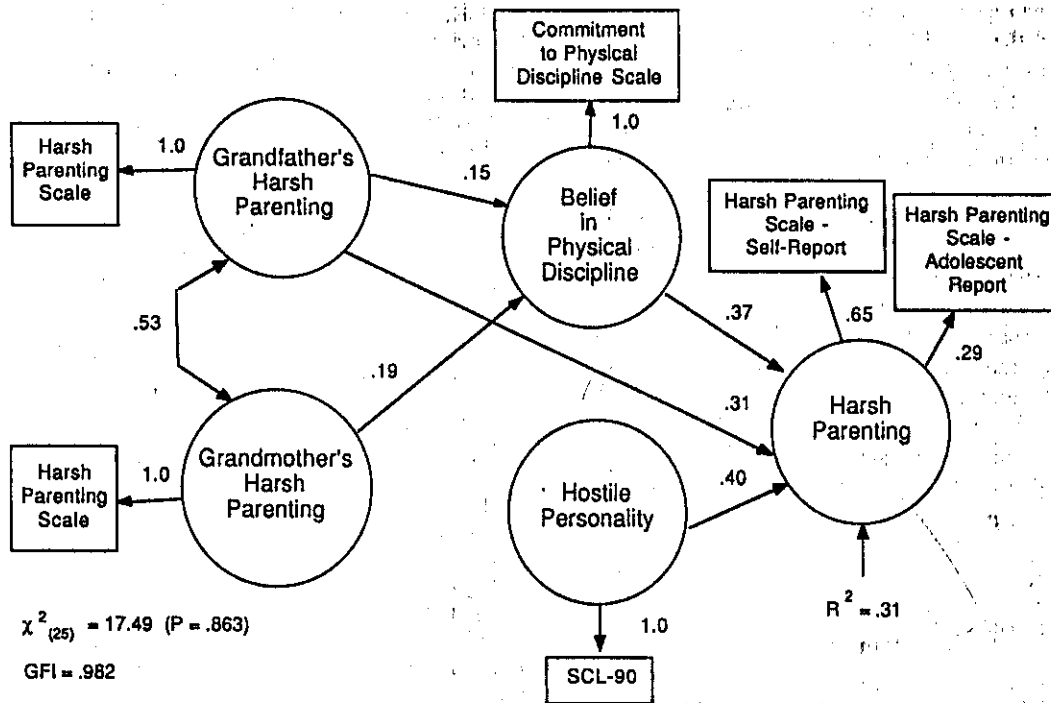 Commitment
to Physical
Discipline Scale
1.0
Harsh
Parenting
Scale
1.0
Grandfather's
Harsh
Parenting
.15
Belief
in
Physical
Discipline
Harsh Parenting
Scale -
Self-Report
Harsh Parenting
Scale -
Adolescent
Report
.53
.37
.65
.29
.19
.31
Harsh
Parenting
Harsh
Parenting
Scale
1.0
Grandmother's
Harsh
Parenting
Hostile
Personality
.40
R² = .31
χ²(25) = 17.49 (P = .863)
GFI = .982
1.0
SCL-90